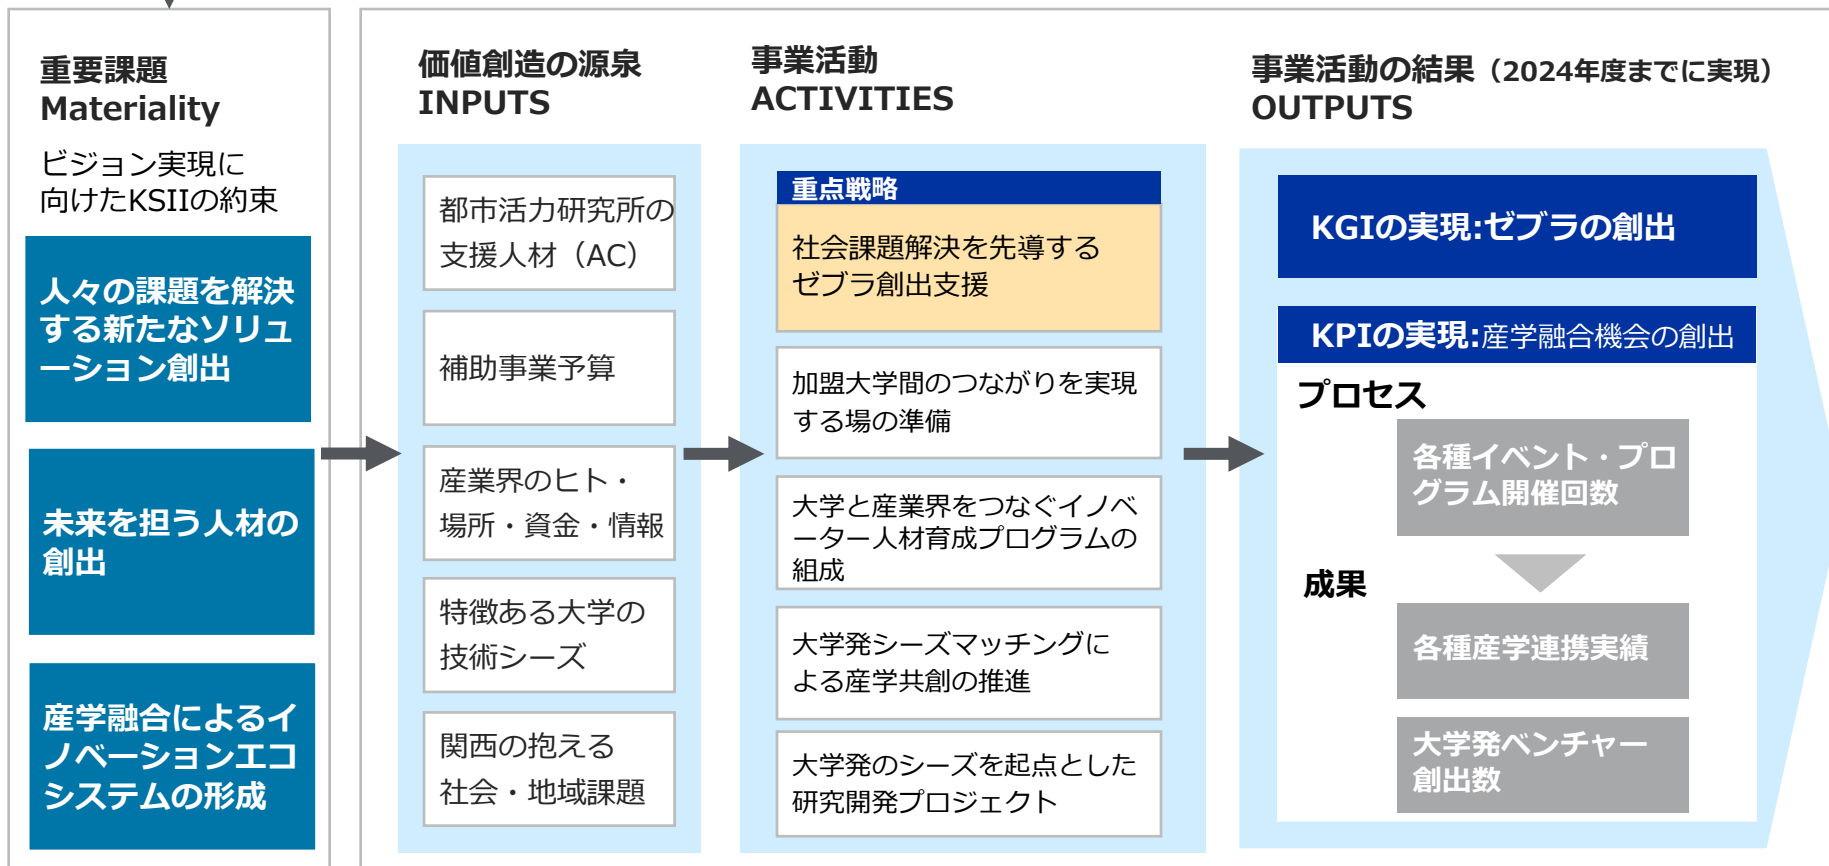 重要課題
Materiality
ビジョン実現に
向けたKSIIの約束
人々の課題を解決
する新たなソリュ
ーション創出
未来を担う人材の
創出
産学融合によるイ
ノベーションエコ
システムの形成
価値創造の源泉
INPUTS
都市活力研究所の
支援人材（AC）
補助事業予算
産業界のヒト・
場所・資金・情報
特徴ある大学の
技術シーズ
関西の抱える
社会・地域課題
事業活動
ACTIVITIES
重点戦略
社会課題解決を先導する
ゼブラ創出支援
加盟大学間のつながりを実現
する場の準備
大学と産業界をつなぐイノベ
ーター人材育成プログラムの
組成
大学発シーズマッチングに
よる産学共創の推進
大学発のシーズを起点とした
研究開発プロジェクト
事業活動の結果（2024年度までに実現）
OUTPUTS
KGIの実現:ゼブラの創出
KPIの実現:産学融合機会の創出
プロセス
各種イベント・プロ
グラム開催回数
成果
各種産学連携実績
大学発ベンチャー
創出数